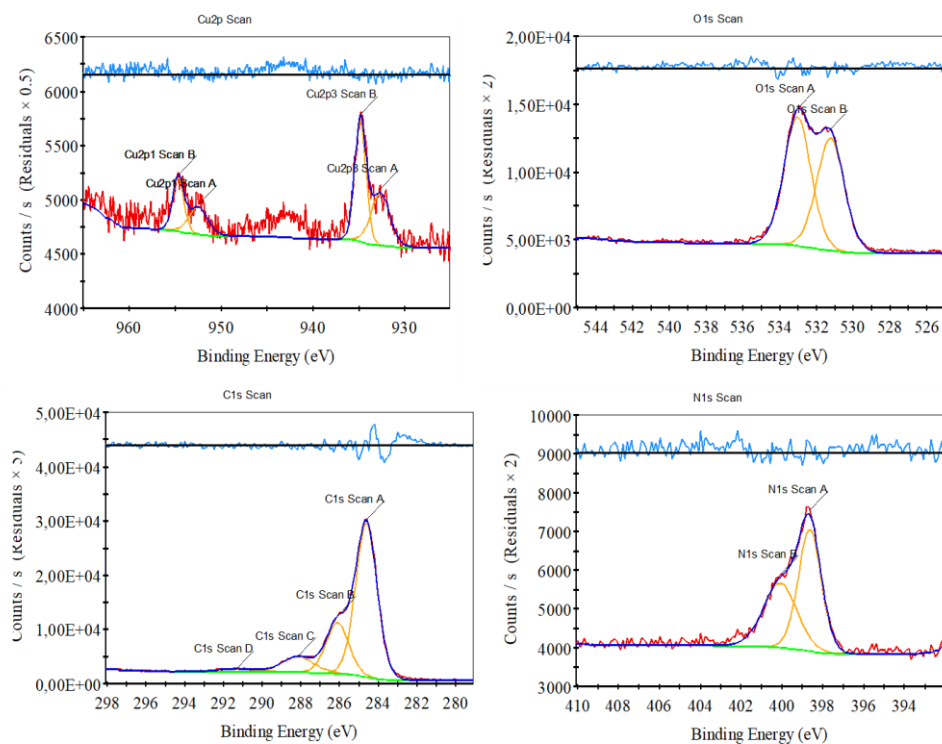 Cu2p Scan
6500
6000
5500
5000
4500
4000
Counts / s (Residuals × 0.5)
Cu2p3 Scan B
Cu2p1 Scan B
Cu2p1 Scan A
Cu2p3 Scan A
960 950 940 930
Binding Energy (eV)
O1s Scan
2,00E+04
1,50E+04
5,00E+03
0,00E+00
Counts / s (Residuals × 2)
O1s Scan A
O1s Scan B
544 542 540 538 536 534 532 530 528 526
Binding Energy (eV)
C1s Scan
5,00E+04
4,00E+04
3,00E+04
2,00E+04
1,00E+04
0,00E+00
Counts / s (Residuals × 5)
C1s Scan A
C1s Scan B
C1s Scan C
C1s Scan D
298 296 294 292 290 288 286 284 282 280
Binding Energy (eV)
N1s Scan
10000
9000
8000
7000
6000
5000
4000
3000
Counts / s (Residuals × 2)
N1s Scan A
N1s Scan B
410 408 406 404 402 400 398 396 394
Binding Energy (eV)